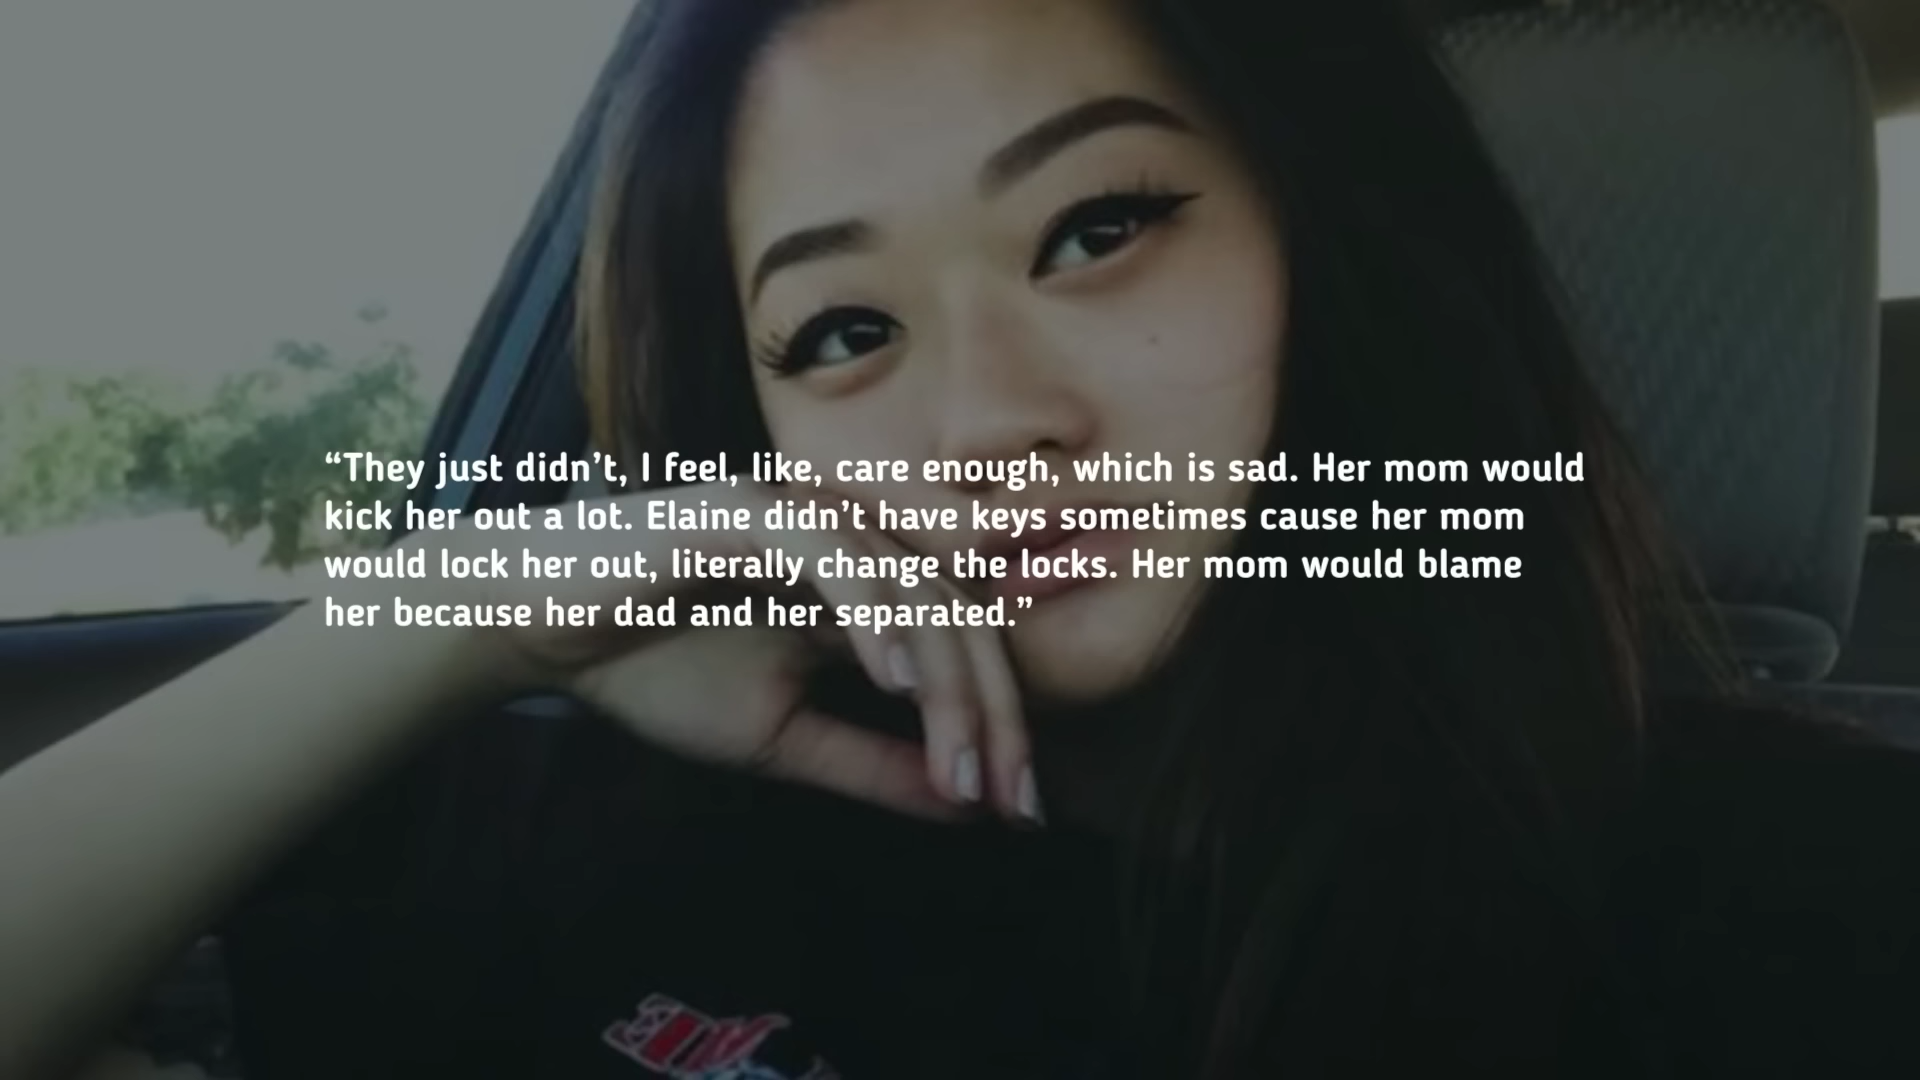 “They just didn’t, I feel, like, care enough, which is sad. Her mom would
kick her out a lot. Elaine didn’t have keys sometimes cause her mom
would lock her out, literally change the locks. Her mom would blame
her because her dad and her separated.”